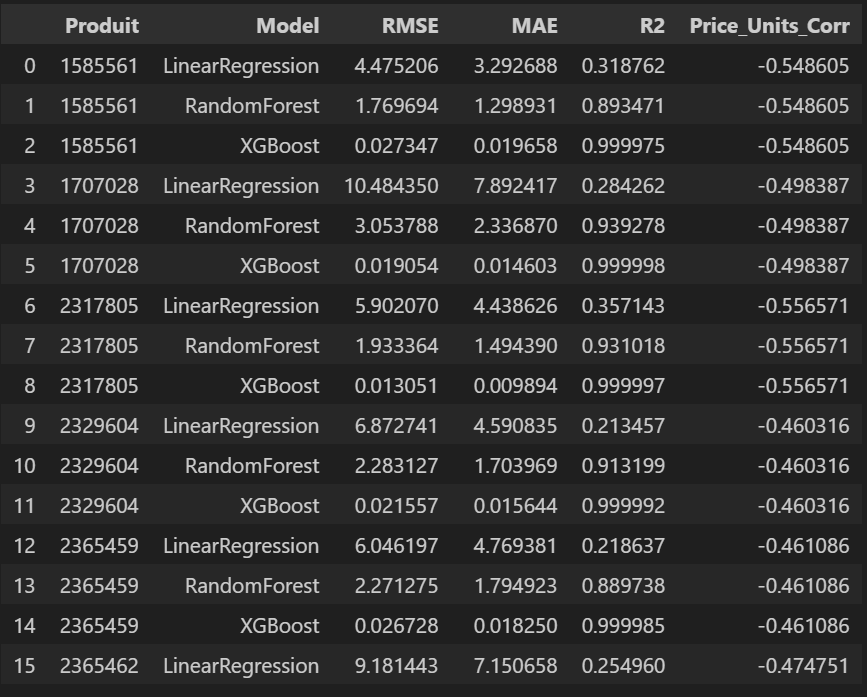 Produit Model RMSE MAE R2 Price_Units_Corr
0 1585561 LinearRegression 4.475206 3.292688 0.318762 -0.548605
1 1585561 RandomForest 1.769694 1.298931 0.893471 -0.548605
2 1585561 XGBoost 0.027347 0.019658 0.999975 -0.548605
3 1707028 LinearRegression 10.484350 7.892417 0.284262 -0.498387
4 1707028 RandomForest 3.053788 2.336870 0.939278 -0.498387
5 1707028 XGBoost 0.019054 0.014603 0.999998 -0.498387
6 2317805 LinearRegression 5.902070 4.438626 0.357143 -0.556571
7 2317805 RandomForest 1.933364 1.494390 0.931018 -0.556571
8 2317805 XGBoost 0.013051 0.009894 0.999997 -0.556571
9 2329604 LinearRegression 6.872741 4.590835 0.213457 -0.460316
10 2329604 RandomForest 2.283127 1.703969 0.913199 -0.460316
11 2329604 XGBoost 0.021557 0.015644 0.999992 -0.460316
12 2365459 LinearRegression 6.046197 4.769381 0.218637 -0.461086
13 2365459 RandomForest 2.271275 1.794923 0.889738 -0.461086
14 2365459 XGBoost 0.026728 0.018250 0.999985 -0.461086
15 2365462 LinearRegression 9.181443 7.150658 0.254960 -0.474751